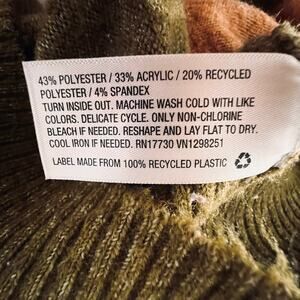 43% POLYESTER / 33% ACRYLIC / 20% RECYCLED
POLYESTER / 4% SPANDEX
TURN INSIDE OUT. MACHINE WASH COLD WITH LIKE
COLORS. DELICATE CYCLE. ONLY NON-CHLORINE
BLEACH IF NEEDED. RESHAPE AND LAY FLAT TO DRY.
COOL IRON IF NEEDED. RN17730 VN1298251
LABEL MADE FROM 100% RECYCLED PLASTIC